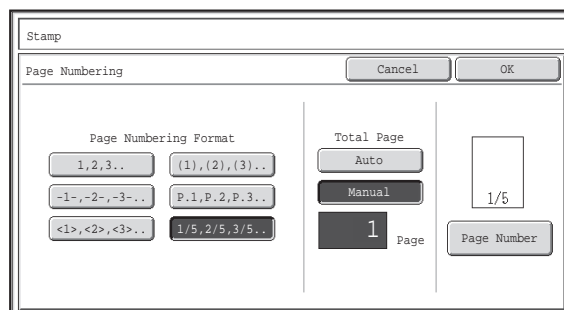 Stamp
Page Numbering
Cancel
OK
Page Numbering Format
1,2,3..
(1),(2),(3)..
-1-,-2-,-3-..
P.1,P.2,P.3..
<1>,<2>,<3>..
1/5,2/5,3/5..
Total Page
Auto
Manual
1 Page
1/5
Page Number